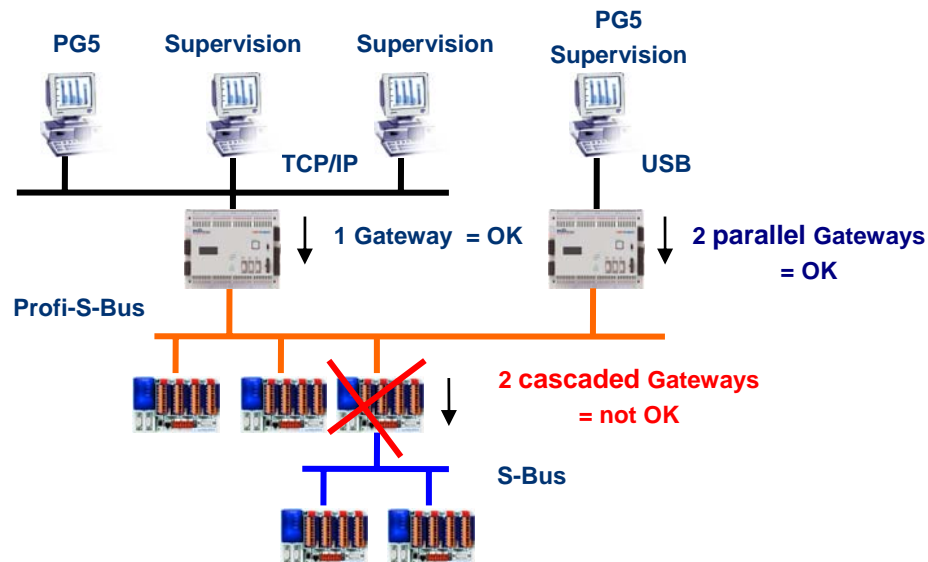 PG5
Supervision
Supervision
PG5
Supervision
TCP/IP
USB
1 Gateway = OK
2 parallel Gateways
= OK
Profi-S-Bus
2 cascaded Gateways
= not OK
S-Bus